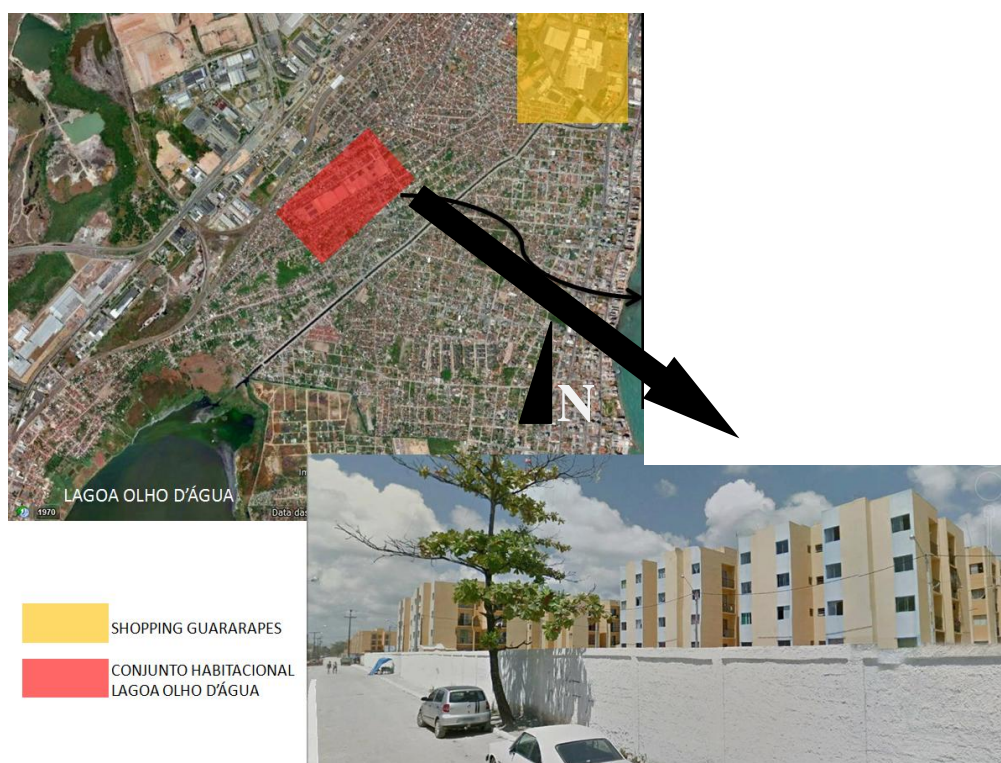 N
LAGOA OLHO D'ÁGUA
1970
Data das
SHOPPING GUARARAPES
CONJUNTO HABITACIONAL
LAGOA OLHO D'ÁGUA